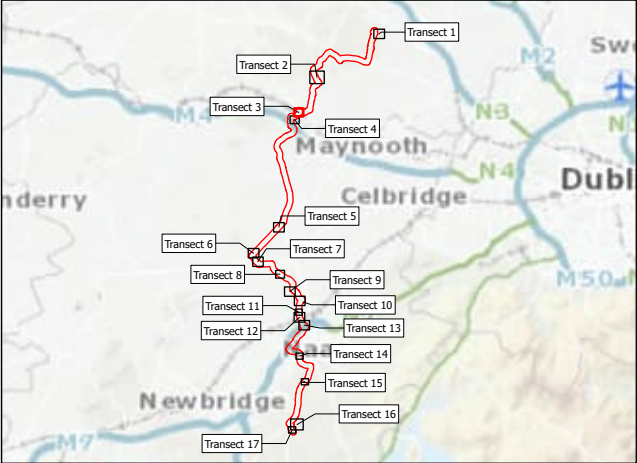 Transect 1
Swo
M2
Transect 2
Transect 3
M4
N3
Transect 4
Maynooth
N4
Dubl
nderry
Celbridge
Transect 5
Transect 6
Transect 7
Transect 8
M50
Transect 9
Transect 10
Transect 11
Transect 12
Transect 13
Naa
Transect 14
Transect 15
Newbridge
Transect 16
M7
Transect 17